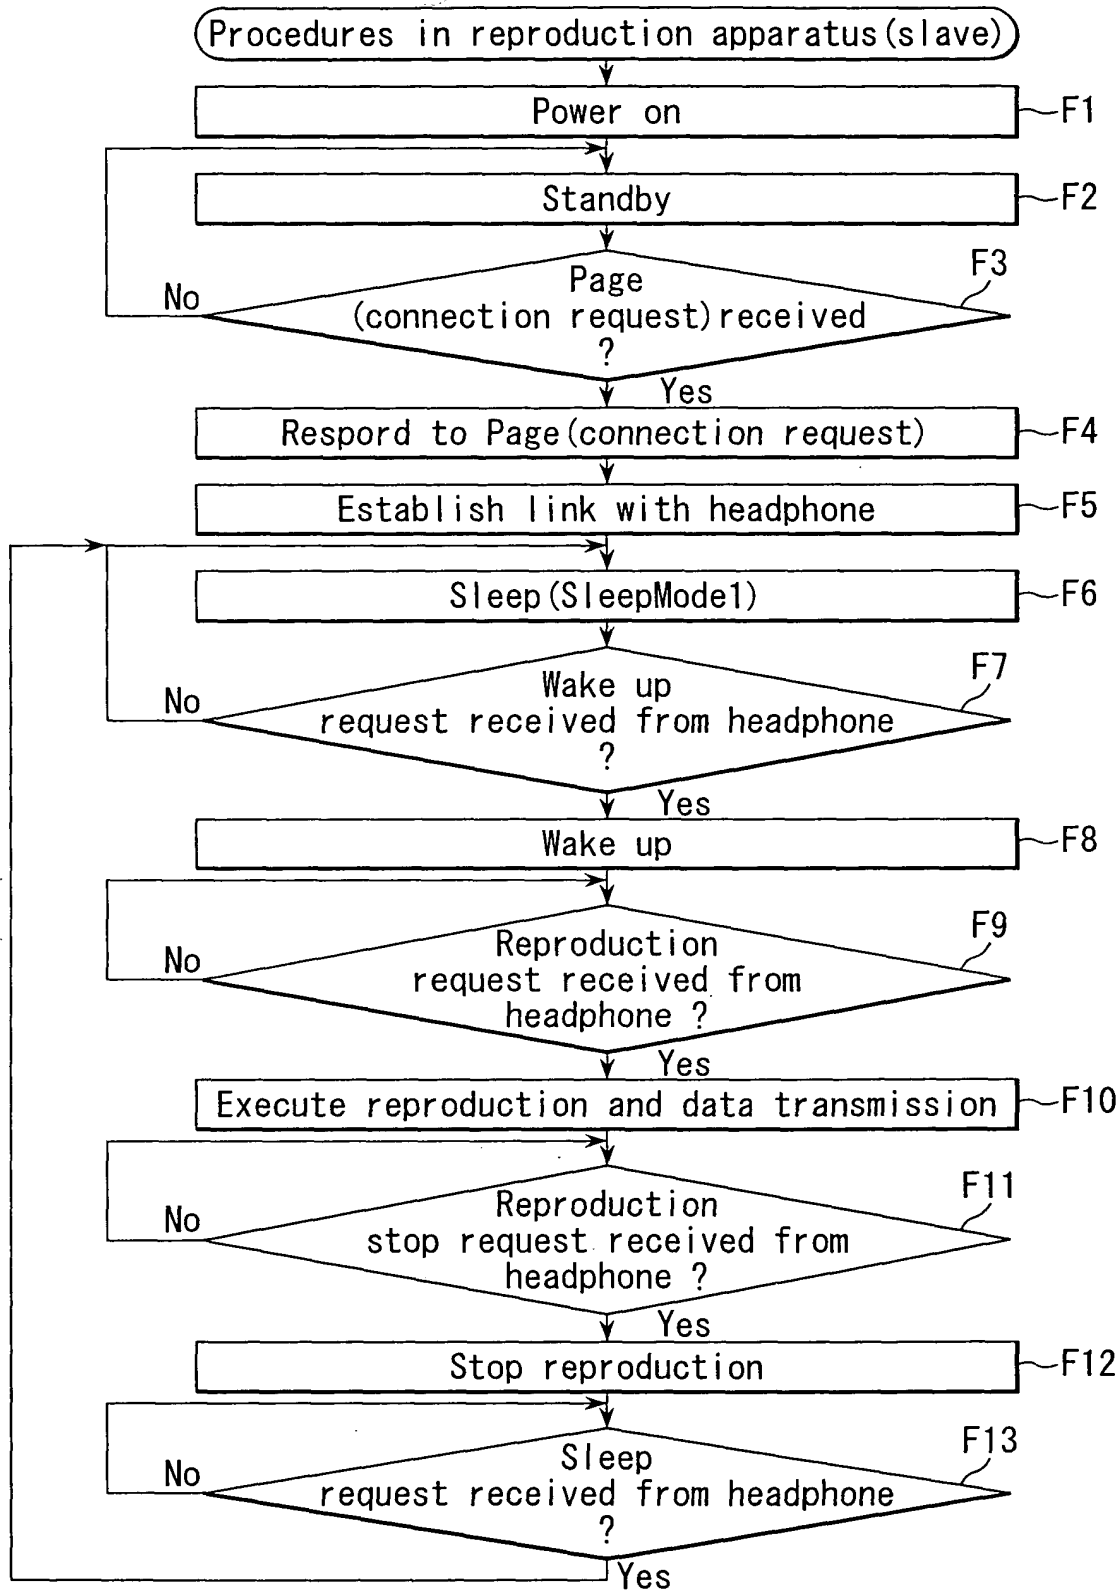 Procedures in reproduction apparatus(slave)
Power on
F1
Standby
F2
F3
Page
No
(connection request)received
?
Yes
Respord to Page(connection request)
F4
Establish link with headphone
F5
Sleep(SleepMode1)
F6
F7
Wake up
No
request received from headphone
?
Yes
Wake up
F8
F9
Reproduction
No
request received from
headphone ?
Yes
Execute reproduction and data transmission
F10
F11
Reproduction
No
stop request received from
headphone ?
Yes
Stop reproduction
F12
F13
Sleep
No
request received from headphone
?
Yes